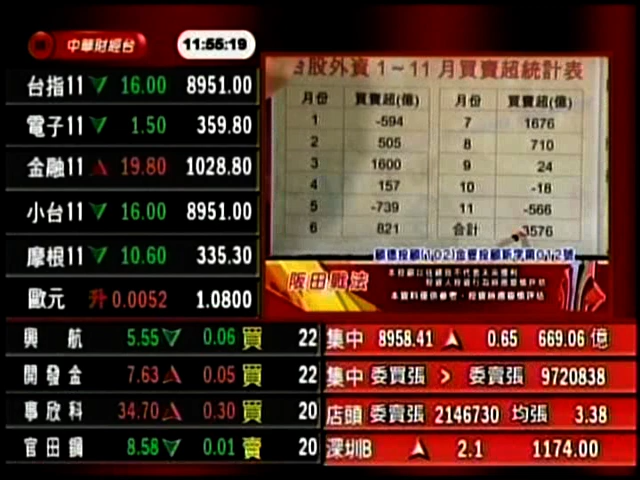 中華財經台 11:55:19
台指11 ▽ 16.00 8951.00
電子11 ▽ 1.50 359.80
金融11 △ 19.80 1028.80
小台11 ▽ 16.00 8951.00
摩根11 ▽ 10.60 335.30
歐元 升 0.0052 1.0800
股外資1~11月買賣超統計表
月份 買賣超(億) 月份 買賣超(億)
1 -594 7 1676
2 505 8 710
3 1600 9 24
4 157 10 -18
5 -739 11 -566
6 821 合計 3576
阪田戰法
興航 5.55 ▽ 0.06 買 22
開發金 7.63 △ 0.05 買 22
事欣科 34.70 △ 0.30 買 20
官田鋼 8.58 ▽ 0.01 賣 20
集中 8958.41 △ 0.65 669.06 億
集中 委買張 > 委賣張 9720838
店頭 委賣張 2146730 均張 3.38
深圳B △ 2.1 1174.00